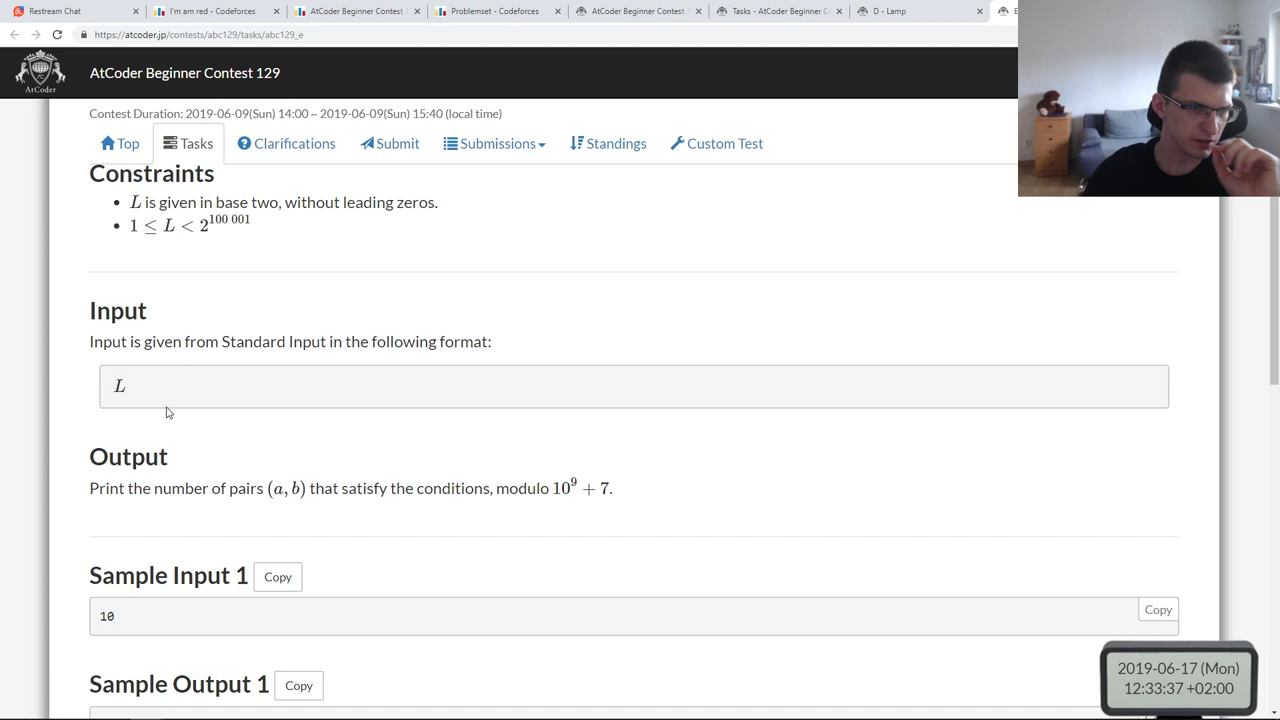 Restream Chat
I'm am red - Codeforces
AtCoder Beginner Contest
Problemset - Codeforces
AtCoder Beginner Contest
Tasks - AtCoder Beginner C
D - Lamp
E
https://atcoder.jp/contests/abc129/tasks/abc129_e
AtCoder
AtCoder Beginner Contest 129
Contest Duration: 2019-06-09(Sun) 14:00 ~ 2019-06-09(Sun) 15:40 (local time)
Top Tasks Clarifications Submit Submissions Standings Custom Test
Constraints
• L is given in base two, without leading zeros.
• 1 ≤ L < 2^100 001
Input
Input is given from Standard Input in the following format:
L
Output
Print the number of pairs (a, b) that satisfy the conditions, modulo 10^9 + 7.
Sample Input 1 Copy
Copy
10
Sample Output 1 Copy
2019-06-17 (Mon)
12:33:37 +02:00